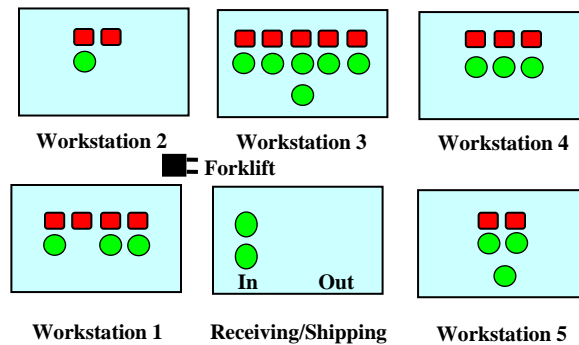 Workstation 2
Workstation 3
Workstation 4
Forklift
In
Out
Workstation 1
Receiving/Shipping
Workstation 5